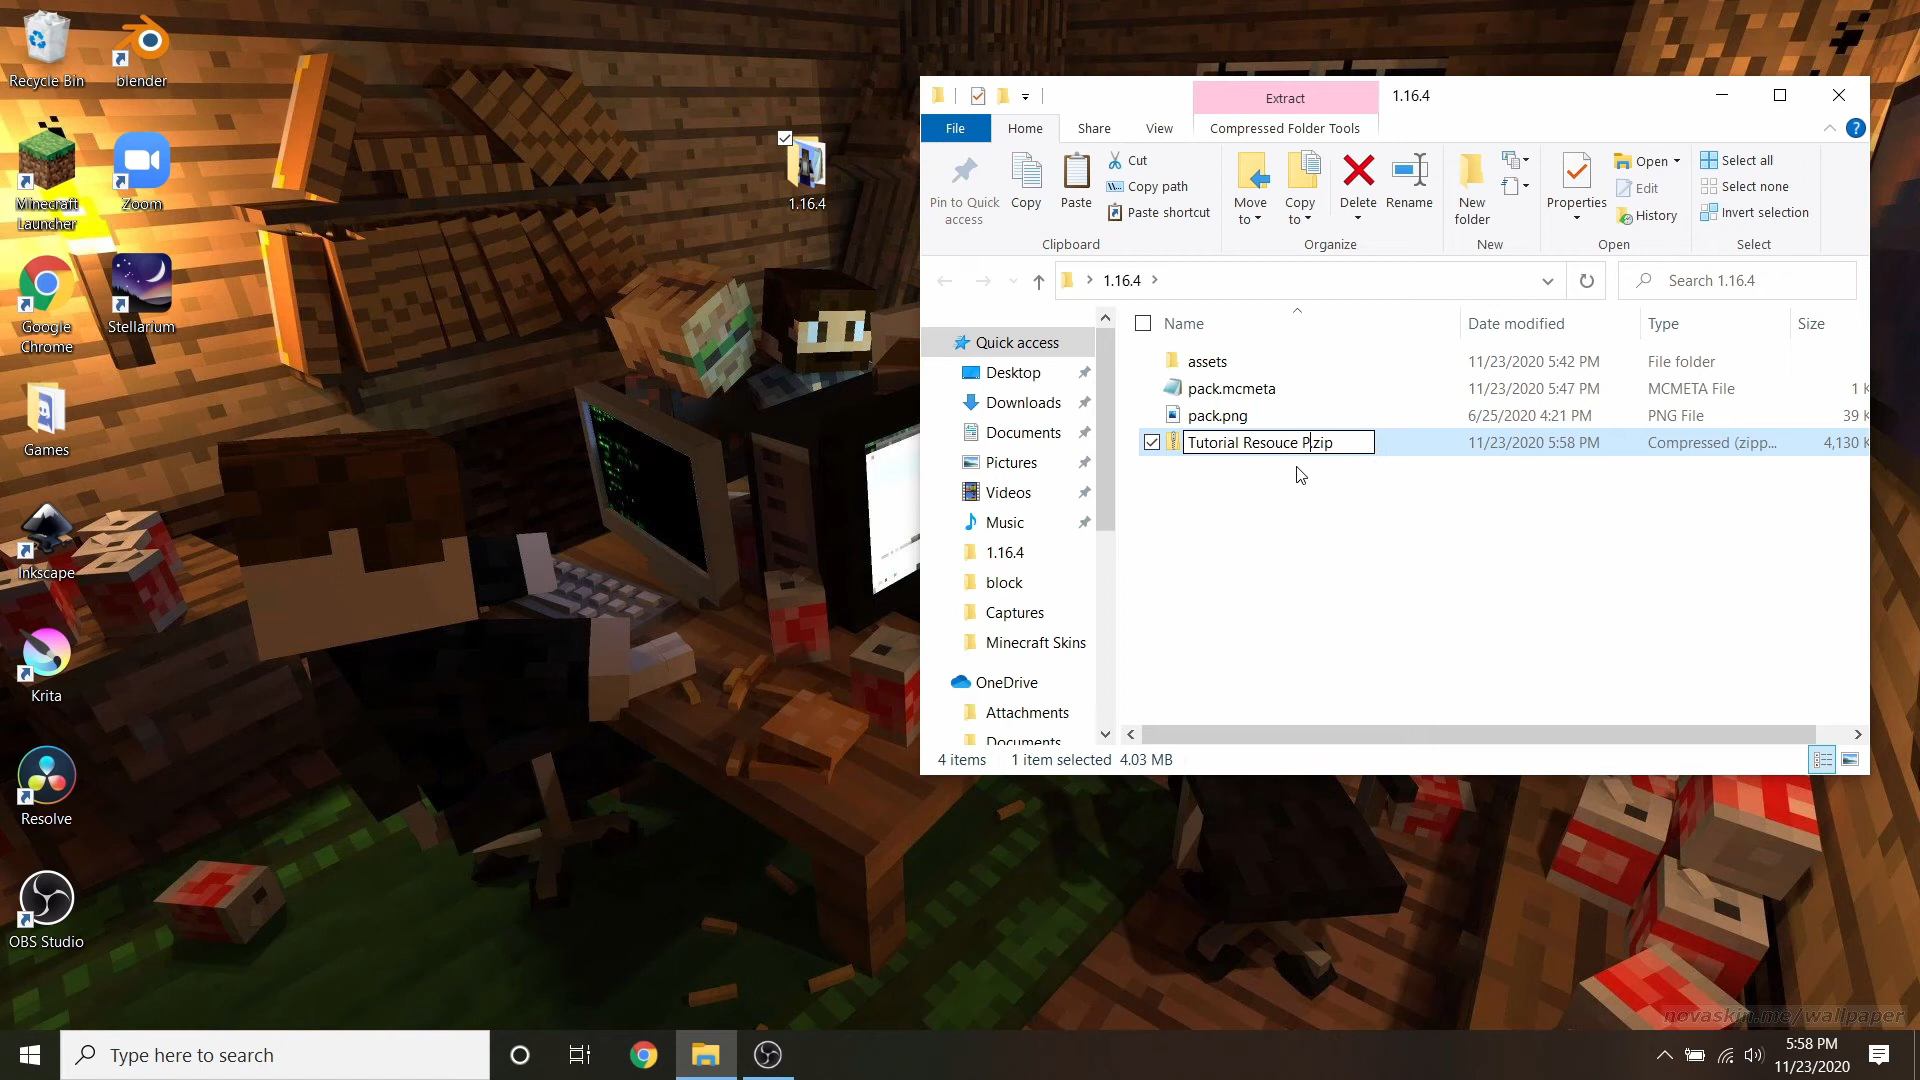 Recycle Bin
blender
Minecraft
Launcher
Zoom
Google
Chrome
Stellarium
Games
Inkscape
Krita
Resolve
OBS Studio
1.16.4
Extract
1.16.4
File
Home
Share
View
Compressed Folder Tools
Pin to Quick
access
Copy
Paste
Cut
Copy path
Paste shortcut
Clipboard
Move
to
Copy
to
Delete
Rename
Organize
New
folder
New
Properties
Open
Edit
History
Open
Select all
Select none
Invert selection
Select
1.16.4
Search 1.16.4
Name
Date modified
Type
Size
Quick access
Desktop
Downloads
Documents
Pictures
Videos
Music
1.16.4
block
Captures
Minecraft Skins
OneDrive
Attachments
Documents
assets 11/23/2020 5:42 PM File folder
pack.mcmeta 11/23/2020 5:47 PM MCMETA File 1 K
pack.png 6/25/2020 4:21 PM PNG File 39 K
Tutorial Resouce P.zip 11/23/2020 5:58 PM Compressed (zipp... 4,130 K
4 items 1 item selected 4.03 MB
novaskin.me/wallpaper
Type here to search
5:58 PM
11/23/2020